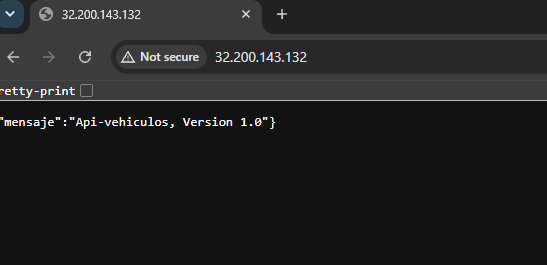 32.200.143.132
Not secure 32.200.143.132
retty-print
"mensaje":"Api-vehiculos, Version 1.0"}